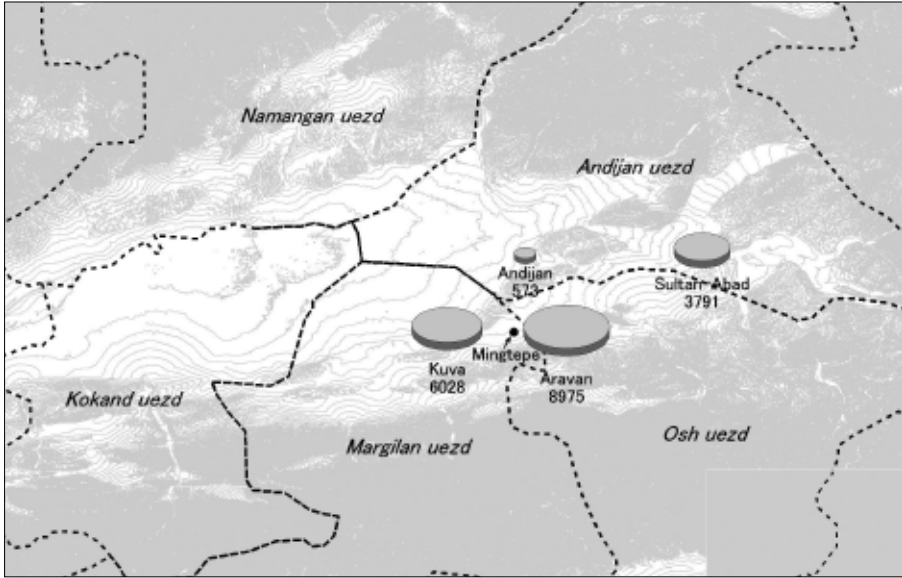 Namangan uezd
Andijan uezd
Andijan
573
Sultan Abad
3791
Mingtepe
Kuva
6028
Aravan
8975
Kokand uezd
Margilan uezd
Osh uezd